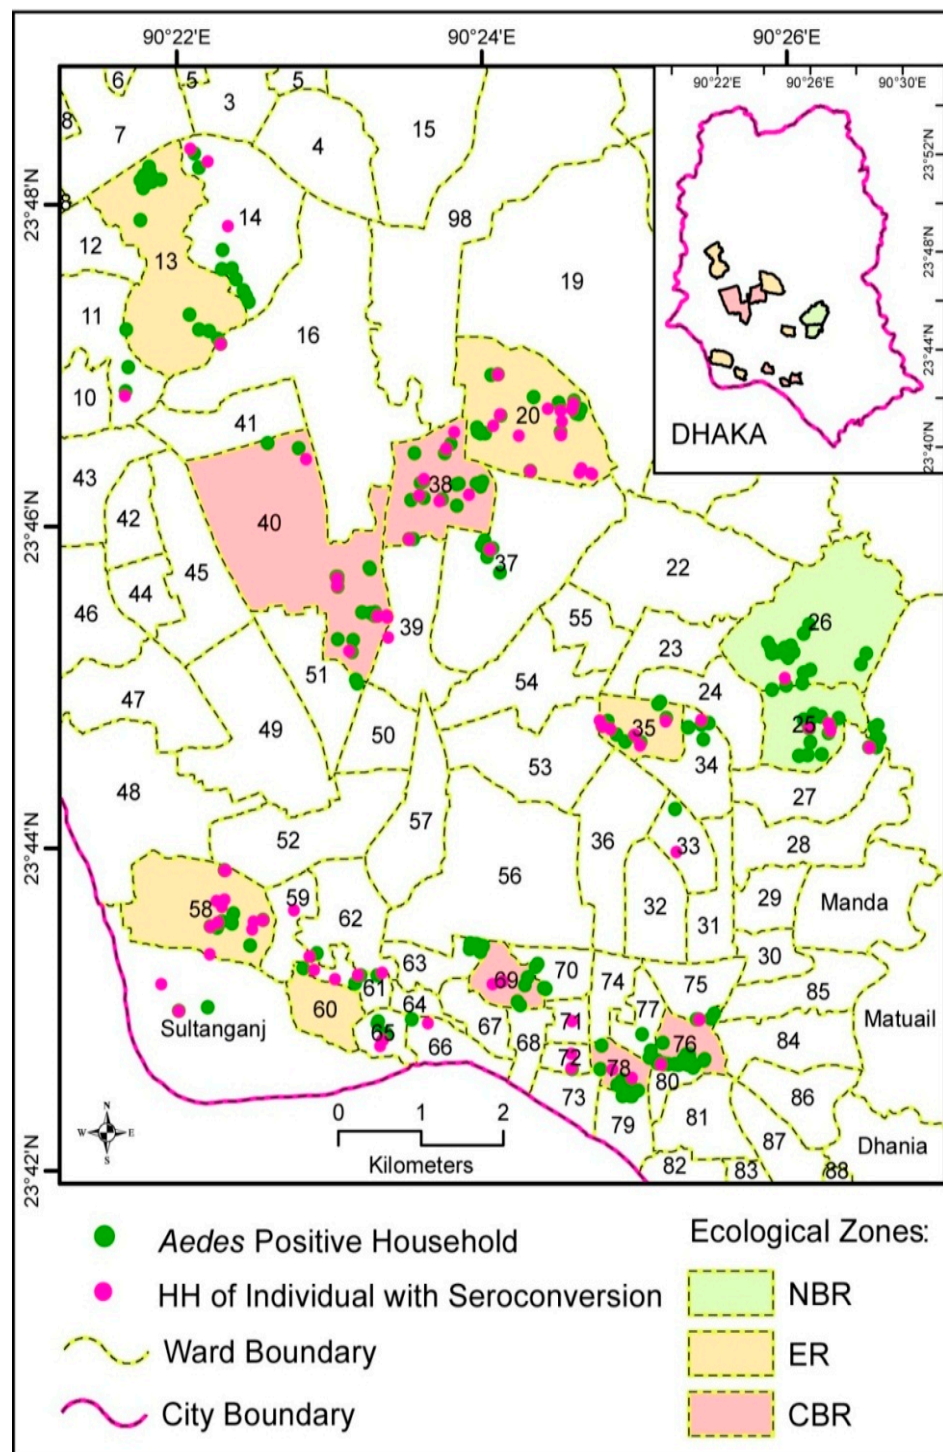 90°22'E 90°24'E 90°26'E
90°22'E 90°26'E 90°30'E
6 5 5
3
8 7 4 15
23°52'N
8 14 98
23°48'N
12 13 19
23°48'N
11 16
23°44'N
10 20
41
DHAKA
23°40'N
43 38
42 40
23°46'N
45 37 22
44
46 39 55 26
23
51 54 24
47
49 50 35 25
53 34
48 27
57
52 36 33 28
23°44'N
56
59 32 29 Manda
58 62 31
63 30
69 70 74 75
60 61 64 77 85
Sultanganj 65 67 71 Matuail
66 68 76 84
72 78 80
73 86
79 81
87
N
W E
S
0 1 2
Kilometers
Dhania
82 83 88
23°42'N
Aedes Positive Household
HH of Individual with Seroconversion
Ward Boundary
City Boundary
Ecological Zones:
NBR
ER
CBR